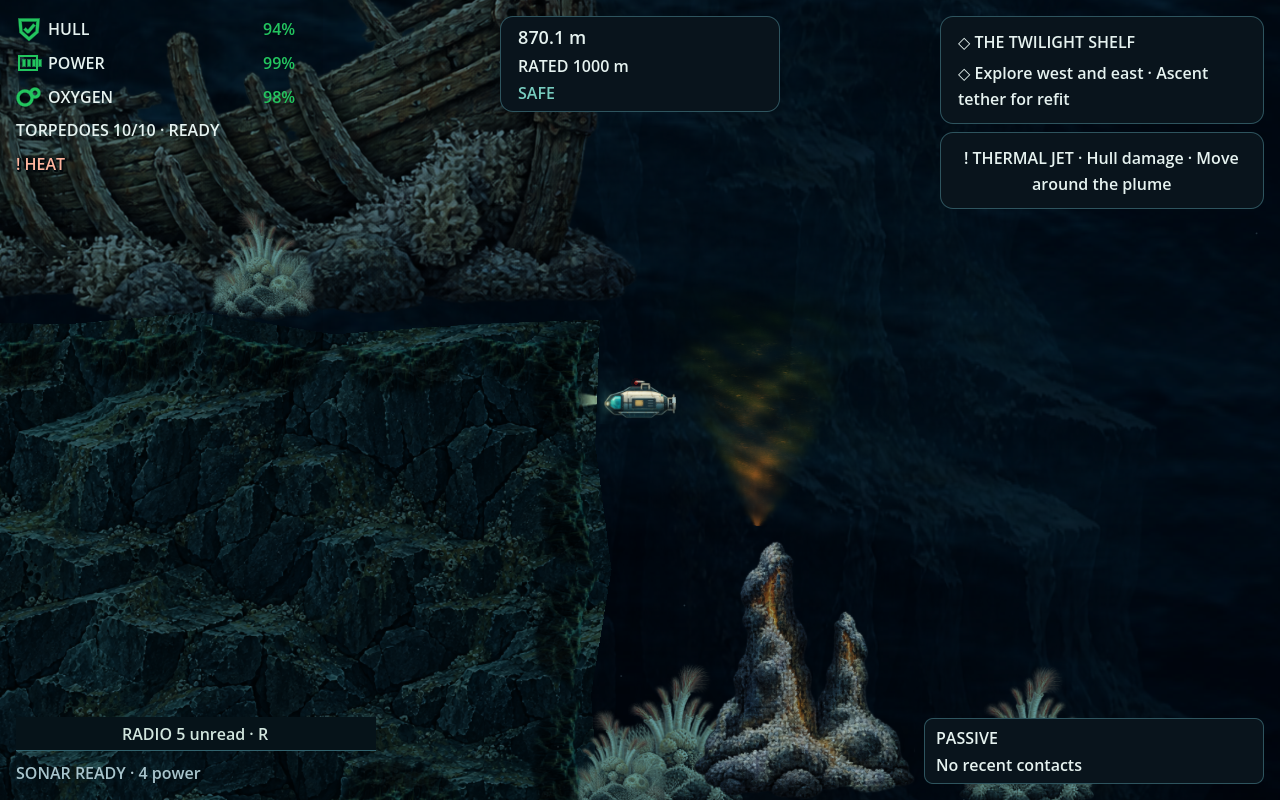 HULL 94%
POWER 99%
OXYGEN 98%
TORPEDOES 10/10 · READY
! HEAT
870.1 m
RATED 1000 m
SAFE
◇ THE TWILIGHT SHELF
◇ Explore west and east · Ascent
tether for refit
! THERMAL JET · Hull damage · Move
around the plume
RADIO 5 unread · R
SONAR READY · 4 power
PASSIVE
No recent contacts